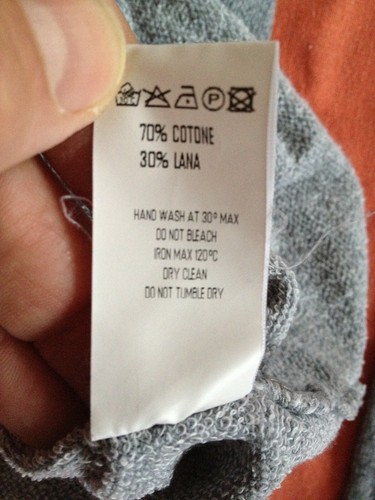 P
70% COTONE
30% LANA
HAND WASH AT 30° MAX
DO NOT BLEACH
IRON MAX 120°C
DRY CLEAN
DO NOT TUMBLE DRY